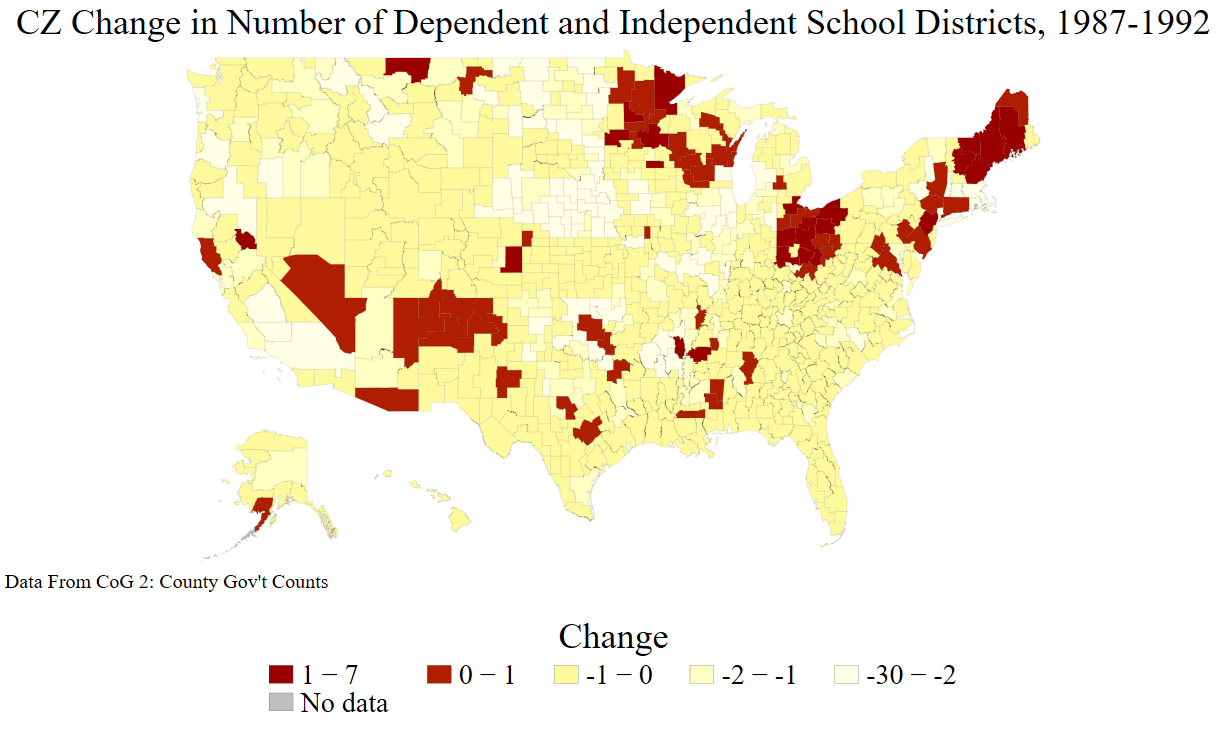 CZ Change in Number of Dependent and Independent School Districts, 1987-1992
Data From CoG 2: County Gov't Counts
Change
1 − 7 0 − 1 -1 − 0 -2 − -1 -30 − -2
No data